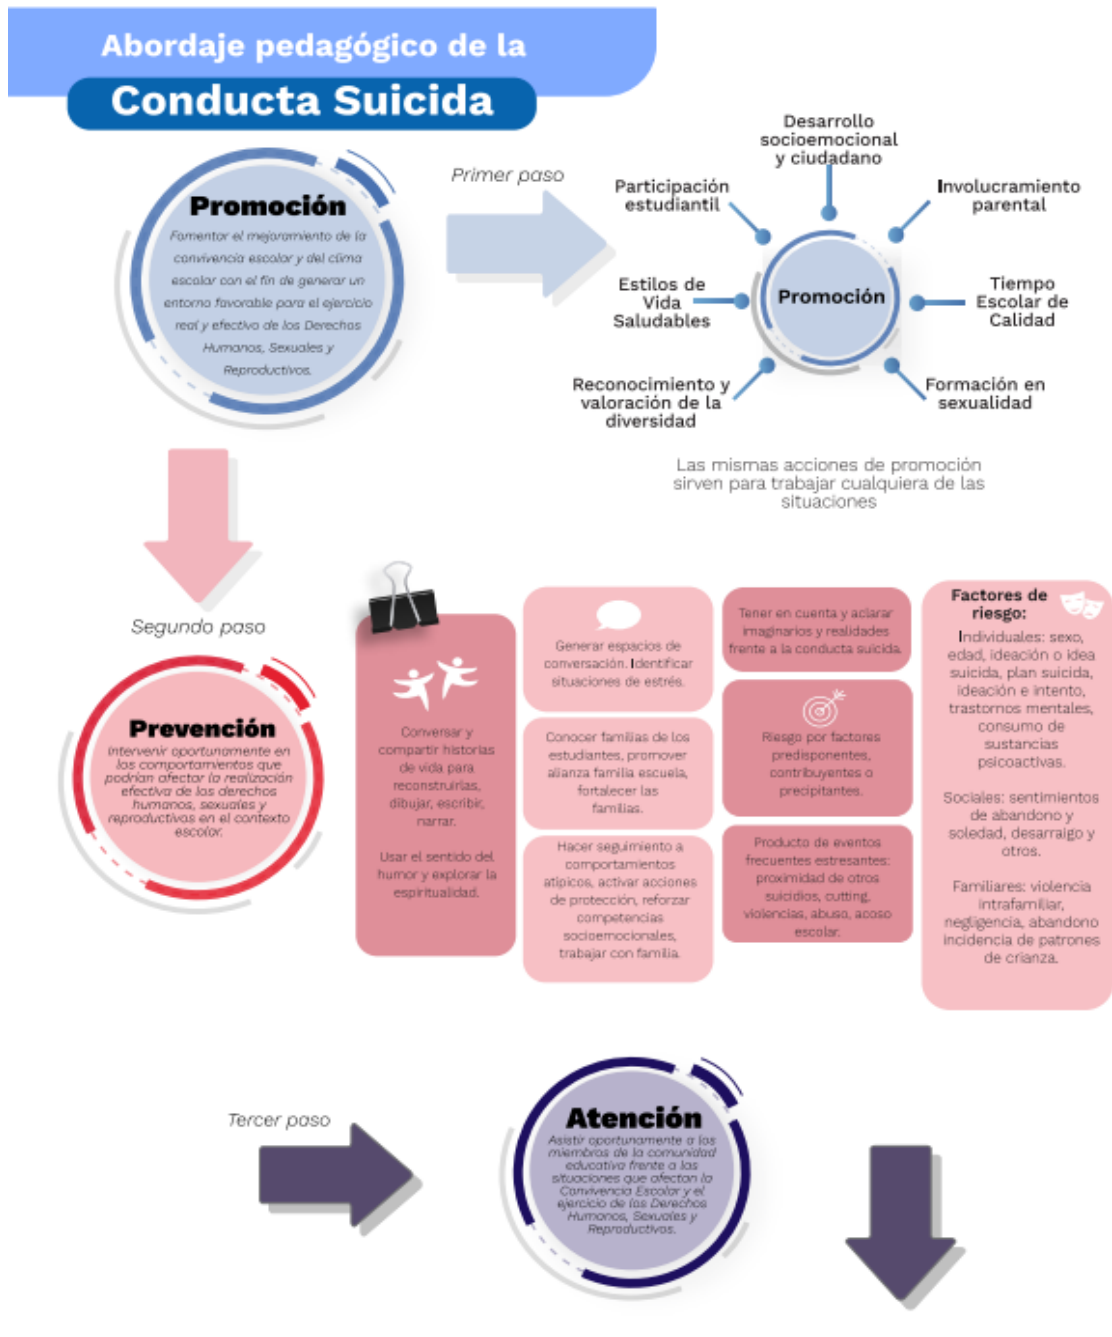 Abordaje pedagógico de la
Conducta Suicida
Promoción
Fomentar el mejoramiento de la
convivencia escolar y del clima
escolar con el fin de generar un
entorno favorable para el ejercicio
real y efectiva de los Derechos
Humanos, Sexuales y
Reproductivos.
Primer paso
Desarrollo
socioemocional
y ciudadano
Participación
estudiantil
Involucramiento
parental
Estilos de
Vida
Saludables
Promoción
Tiempo
Escolar de
Calidad
Reconocimiento y
valoración de la
diversidad
Formación en
sexualidad
Las mismas acciones de promoción
sirven para trabajar cualquiera de las
situaciones
Segundo paso
Prevención
Intervenir oportunamente en
los comportamientos que
podrían afectar la realización
efectiva de los derechos
humanos, sexuales y
reproductivos en el contexto
escolar.
Conversar y
compartir historias
de vida para
reconstruirlas,
dibujar, escribir,
narrar.
Usar el sentido del
humor y explorar la
espiritualidad.
Generar espacios de
conversación. Identificar
situaciones de estrés.
Conocer familias de los
estudiantes, promover
alianza familia escuela,
fortalecer las
familias.
Hacer seguimiento a
comportamientos
atípicos, activar acciones
de protección, reforzar
competencias
socioemocionales,
trabajar con familia.
Tener en cuenta y aclarar
imaginarios y realidades
frente a la conducta suicida.
Riesgo por factores
predisponentes,
contribuyentes o
precipitantes.
Producto de eventos
frecuentes estresantes:
proximidad de otros
suicidios, cutting,
violencias, abuso, acoso
escolar.
Factores de
riesgo:
Individuales: sexo,
edad, ideación o idea
suicida, plan suicida,
ideación e intento,
trastornos mentales,
consumo de
sustancias
psicoactivas.
Sociales: sentimientos
de abandono y
soledad, desarraigo y
otros.
Familiares: violencia
intrafamiliar,
negligencia, abandono
incidencia de patrones
de crianza.
Tercer paso
Atención
Asistir oportunamente a los
miembros de la comunidad
educativa frente a las
situaciones que afectan la
Convivencia Escolar y el
ejercicio de los Derechos
Humanos, Sexuales y
Reproductivos.